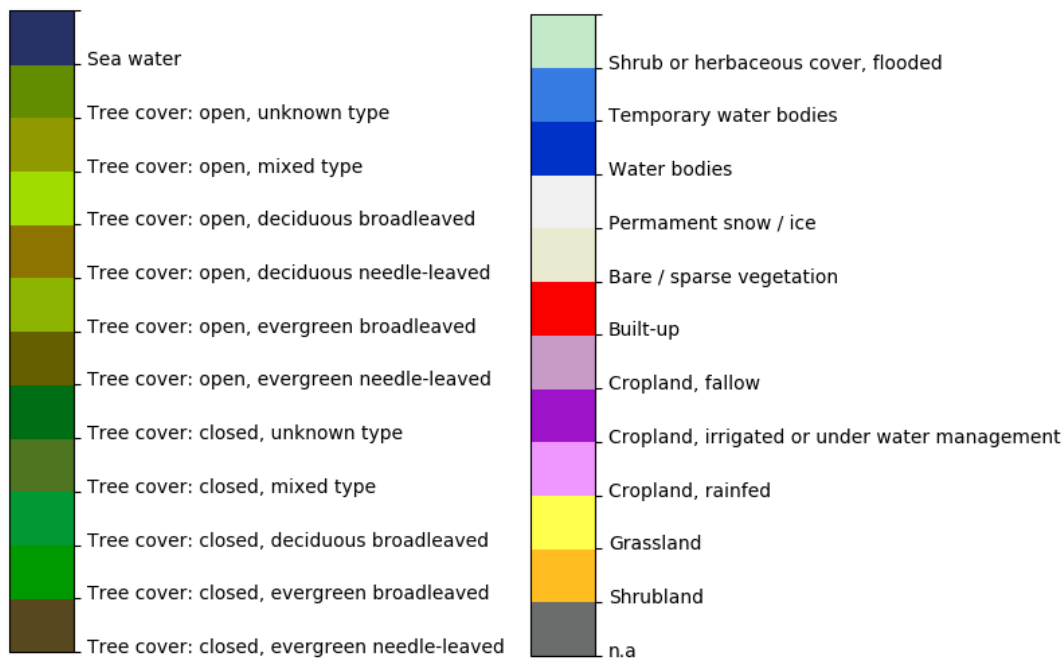 Sea water
Tree cover: open, unknown type
Tree cover: open, mixed type
Tree cover: open, deciduous broadleaved
Tree cover: open, deciduous needle-leaved
Tree cover: open, evergreen broadleaved
Tree cover: open, evergreen needle-leaved
Tree cover: closed, unknown type
Tree cover: closed, mixed type
Tree cover: closed, deciduous broadleaved
Tree cover: closed, evergreen broadleaved
Tree cover: closed, evergreen needle-leaved
Shrub or herbaceous cover, flooded
Temporary water bodies
Water bodies
Permament snow / ice
Bare / sparse vegetation
Built-up
Cropland, fallow
Cropland, irrigated or under water management
Cropland, rainfed
Grassland
Shrubland
n.a